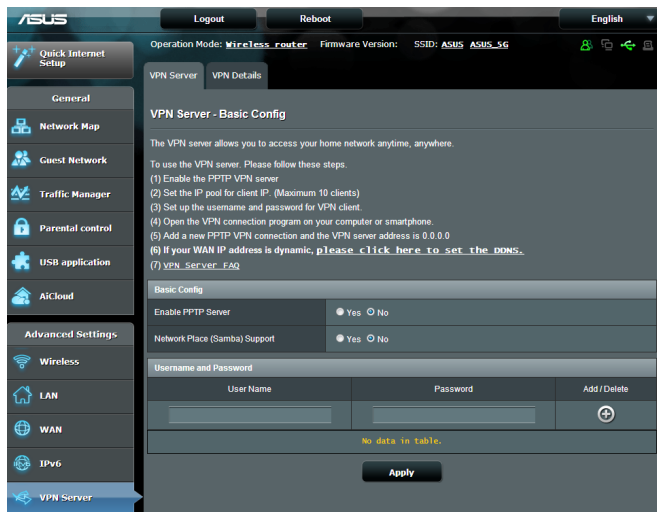 ASUS
Logout
Reboot
English
Operation Mode: Wireless router Firmware Version: SSID: ASUS ASUS_5G
Quick Internet
Setup
General
Network Map
Guest Network
Traffic Manager
Parental control
USB application
AiCloud
Advanced Settings
Wireless
LAN
WAN
IPv6
VPN Server
VPN Server
VPN Details
VPN Server - Basic Config
The VPN server allows you to access your home network anytime, anywhere.
To use the VPN server. Please follow these steps.
(1) Enable the PPTP VPN server
(2) Set the IP pool for client IP. (Maximum 10 clients)
(3) Set up the username and password for VPN client.
(4) Open the VPN connection program on your computer or smartphone.
(5) Add a new PPTP VPN connection and the VPN server address is 0.0.0.0
(6) If your WAN IP address is dynamic, please click here to set the DDNS.
(7) VPN Server FAQ
Basic Config
Enable PPTP Server Yes No
Network Place (Samba) Support Yes No
Username and Password
User Name Password Add / Delete
No data in table.
Apply